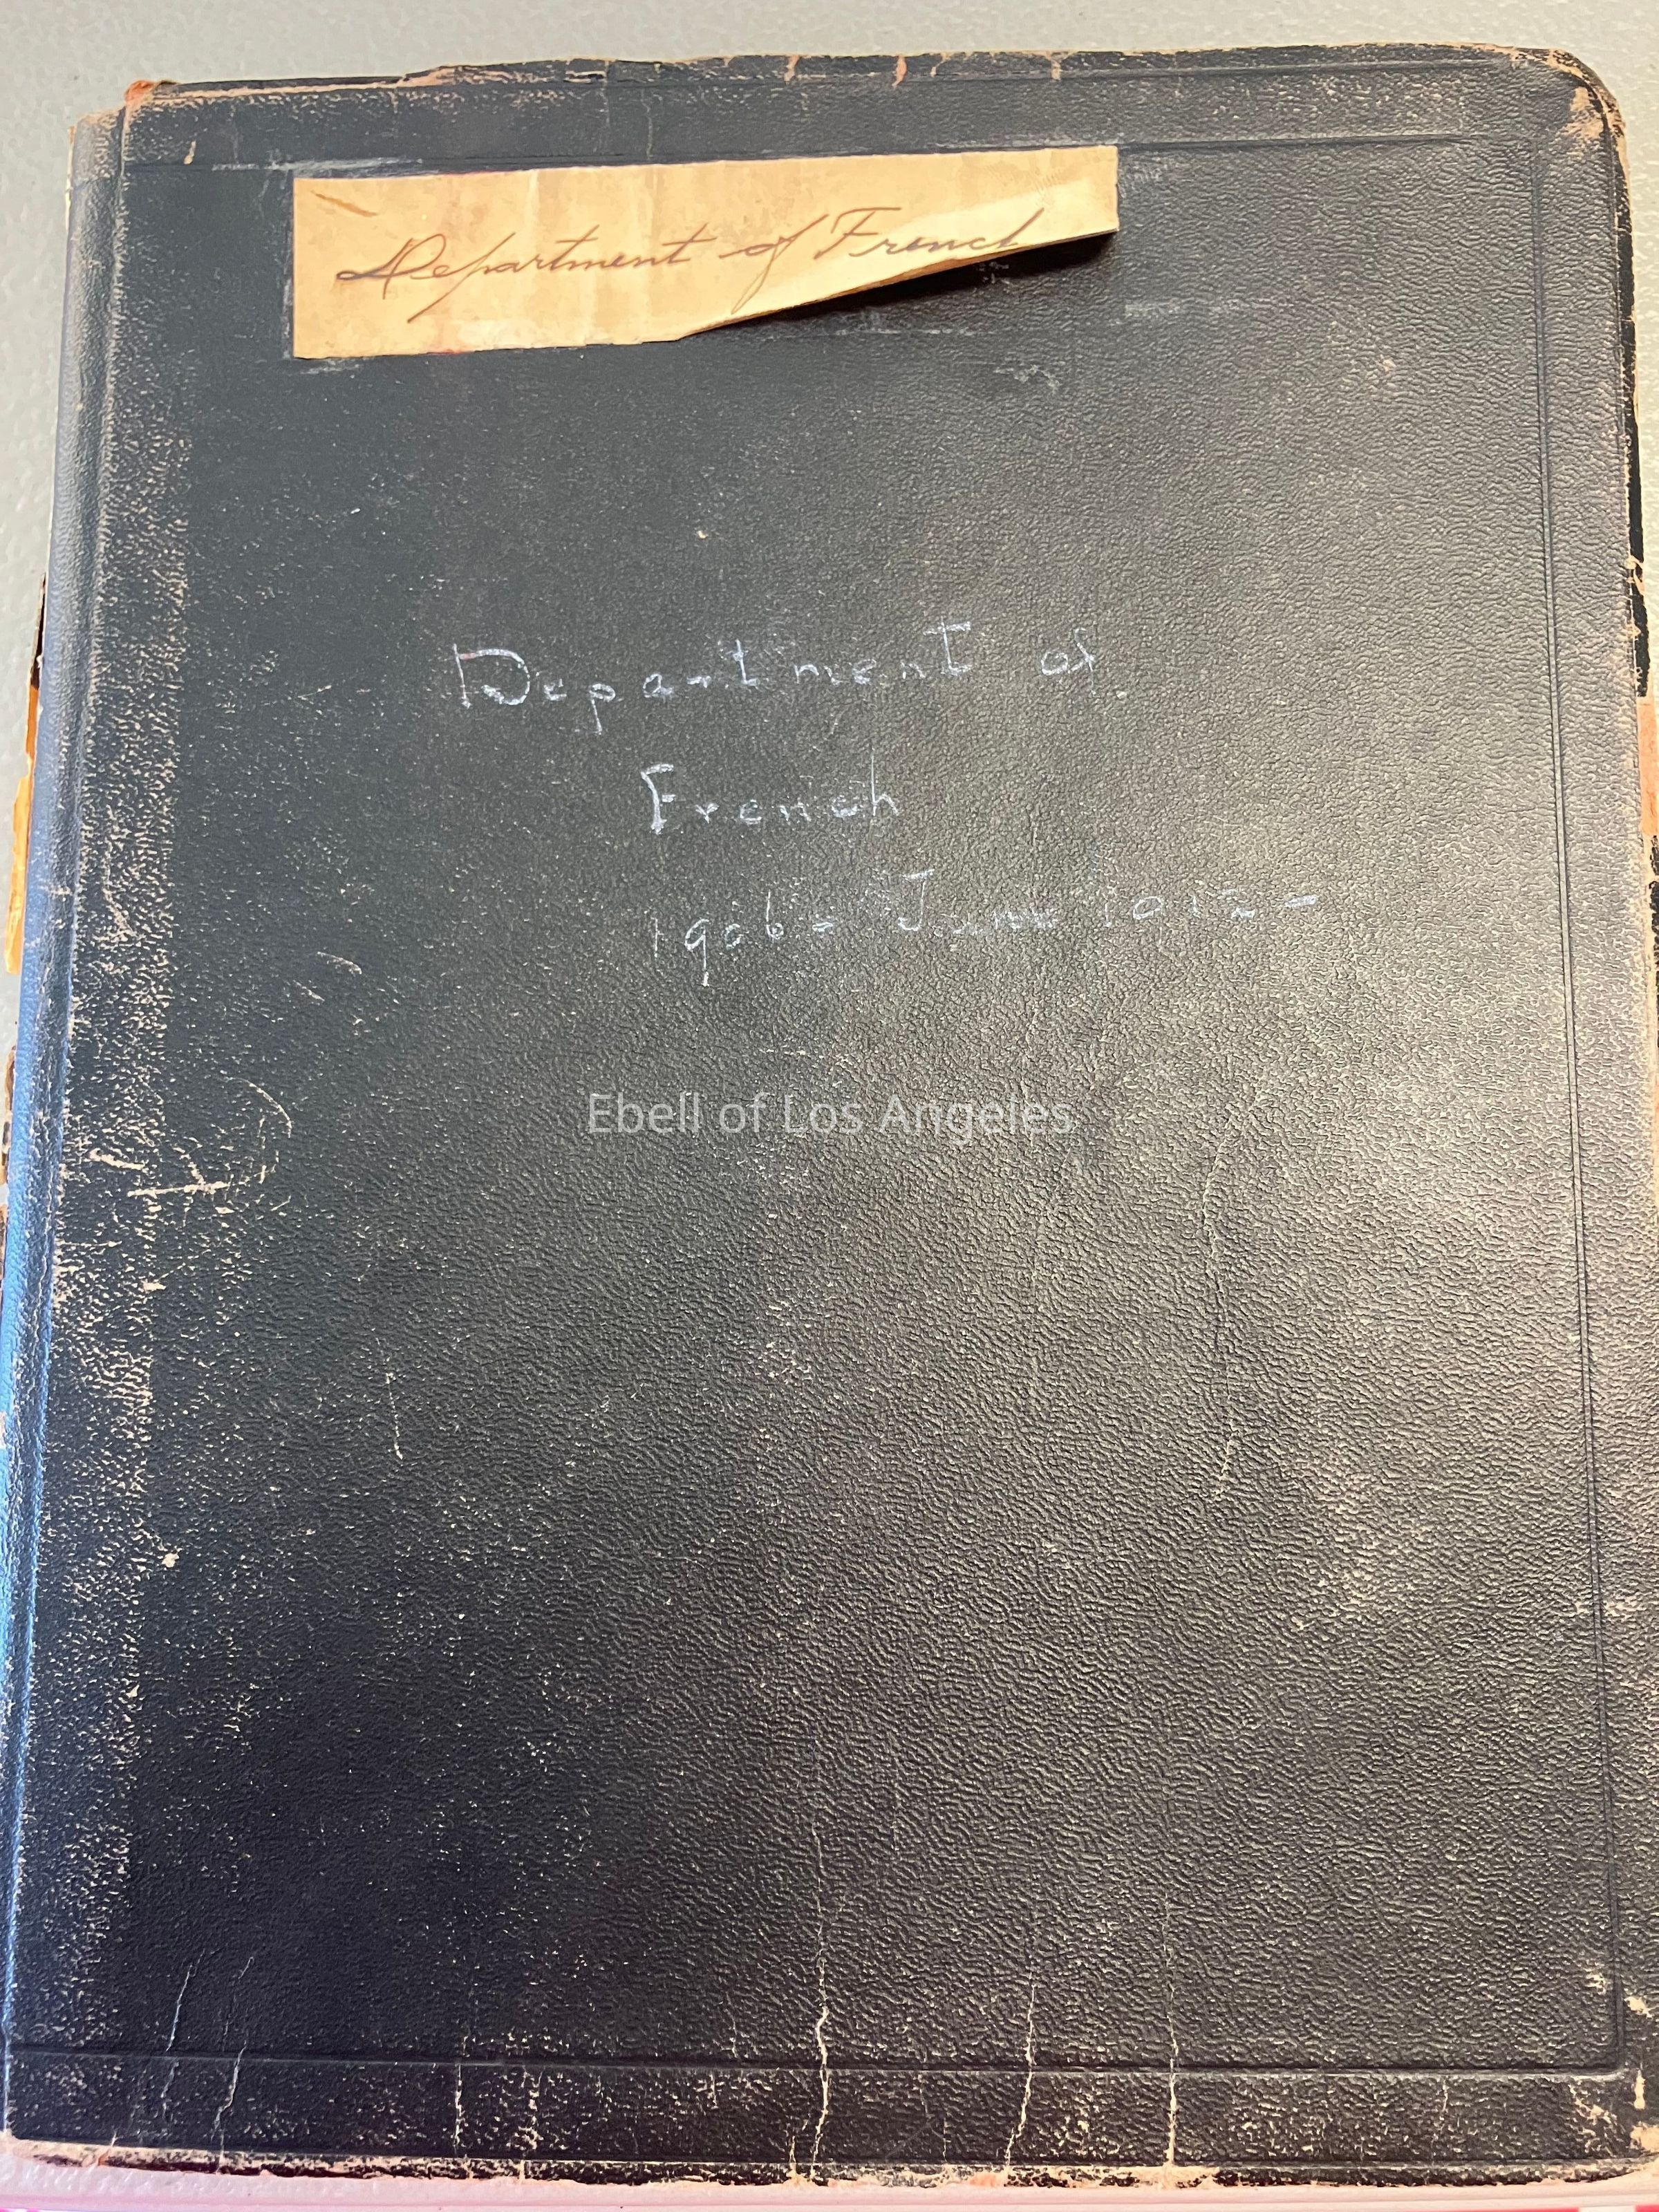 Department of French
Department of
French
1906 - June 1912 -
Ebell of Los Angeles